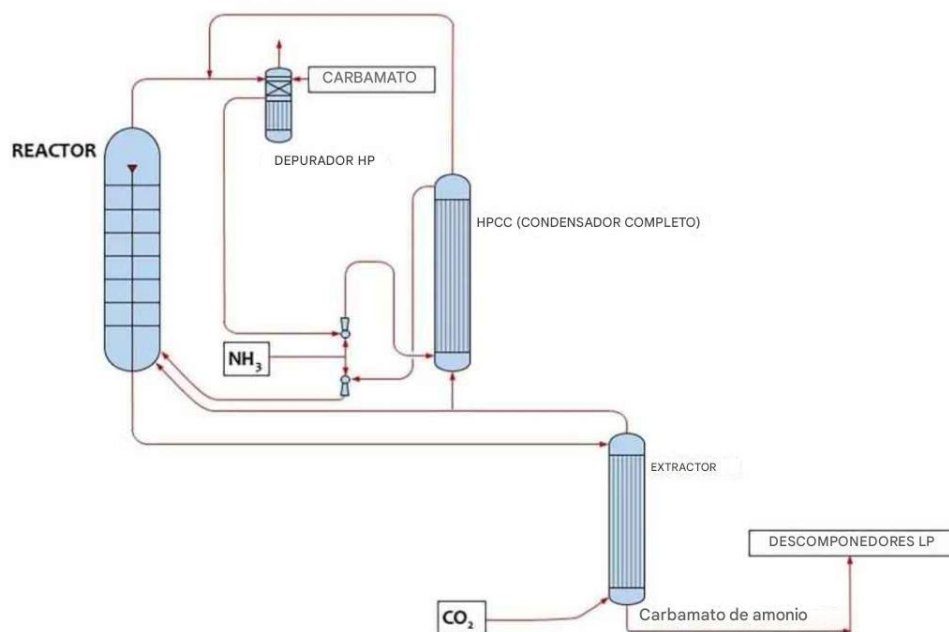 CARBAMATO
REACTOR
DEPURADOR HP
HPCC (CONDENSADOR COMPLETO)
NH₃
EXTRACTOR
DESCOMPONEDORES LP
CO₂
Carbamato de amonio